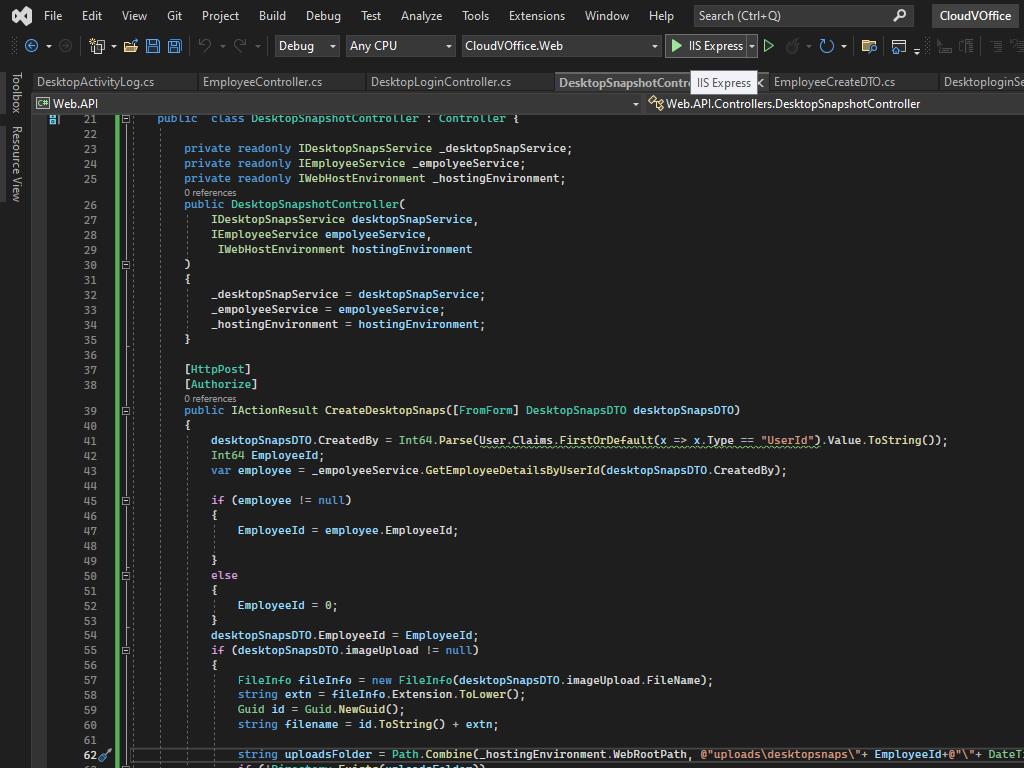 File Edit View Git Project Build Debug Test Analyze Tools Extensions Window Help Search (Ctrl+Q) CloudVOffice
Debug Any CPU CloudVOffice.Web IIS Express
DesktopActivityLog.cs EmployeeController.cs DesktopLoginController.cs DesktopSnapshotContr IIS Express EmployeeCreateDTO.cs DesktoploginSe
Web.API Web.API.Controllers.DesktopSnapshotController
Toolbox
Resource View
21 public class DesktopSnapshotController : Controller {
22
23 private readonly IDesktopSnapsService _desktopSnapService;
24 private readonly IEmployeeService _empolyeeService;
25 private readonly IWebHostEnvironment _hostingEnvironment;
0 references
26 public DesktopSnapshotController(
27 IDesktopSnapsService desktopSnapService,
28 IEmployeeService empolyeeService,
29 IWebHostEnvironment hostingEnvironment
30 )
31 {
32 _desktopSnapService = desktopSnapService;
33 _empolyeeService = empolyeeService;
34 _hostingEnvironment = hostingEnvironment;
35 }
36
37 [HttpPost]
38 [Authorize]
0 references
39 public IActionResult CreateDesktopSnaps([FromForm] DesktopSnapsDTO desktopSnapsDTO)
40 {
41 desktopSnapsDTO.CreatedBy = Int64.Parse(User.Claims.FirstOrDefault(x => x.Type == "UserId").Value.ToString());
42 Int64 EmployeeId;
43 var employee = _empolyeeService.GetEmployeeDetailsByUserId(desktopSnapsDTO.CreatedBy);
44
45 if (employee != null)
46 {
47 EmployeeId = employee.EmployeeId;
48
49 }
50 else
51 {
52 EmployeeId = 0;
53 }
54 desktopSnapsDTO.EmployeeId = EmployeeId;
55 if (desktopSnapsDTO.imageUpload != null)
56 {
57 FileInfo fileInfo = new FileInfo(desktopSnapsDTO.imageUpload.FileName);
58 string extn = fileInfo.Extension.ToLower();
59 Guid id = Guid.NewGuid();
60 string filename = id.ToString() + extn;
61
62 string uploadsFolder = Path.Combine(_hostingEnvironment.WebRootPath, @"uploads\desktopsnaps\"+ EmployeeId+@"\"+ DateT